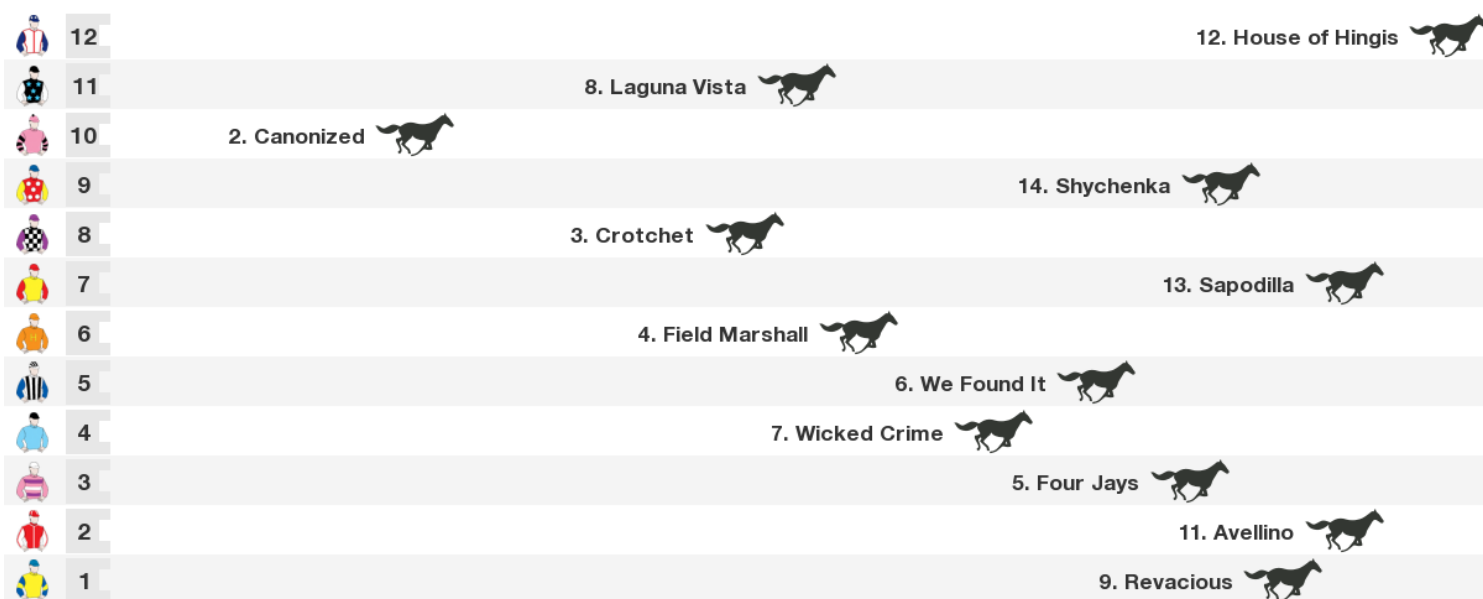 12 12. House of Hingis
11 8. Laguna Vista
10 2. Canonized
9 14. Shychenka
8 3. Crotchet
7 13. Sapodilla
6 4. Field Marshall
5 6. We Found It
4 7. Wicked Crime
3 5. Four Jays
2 11. Avellino
1 9. Revacious